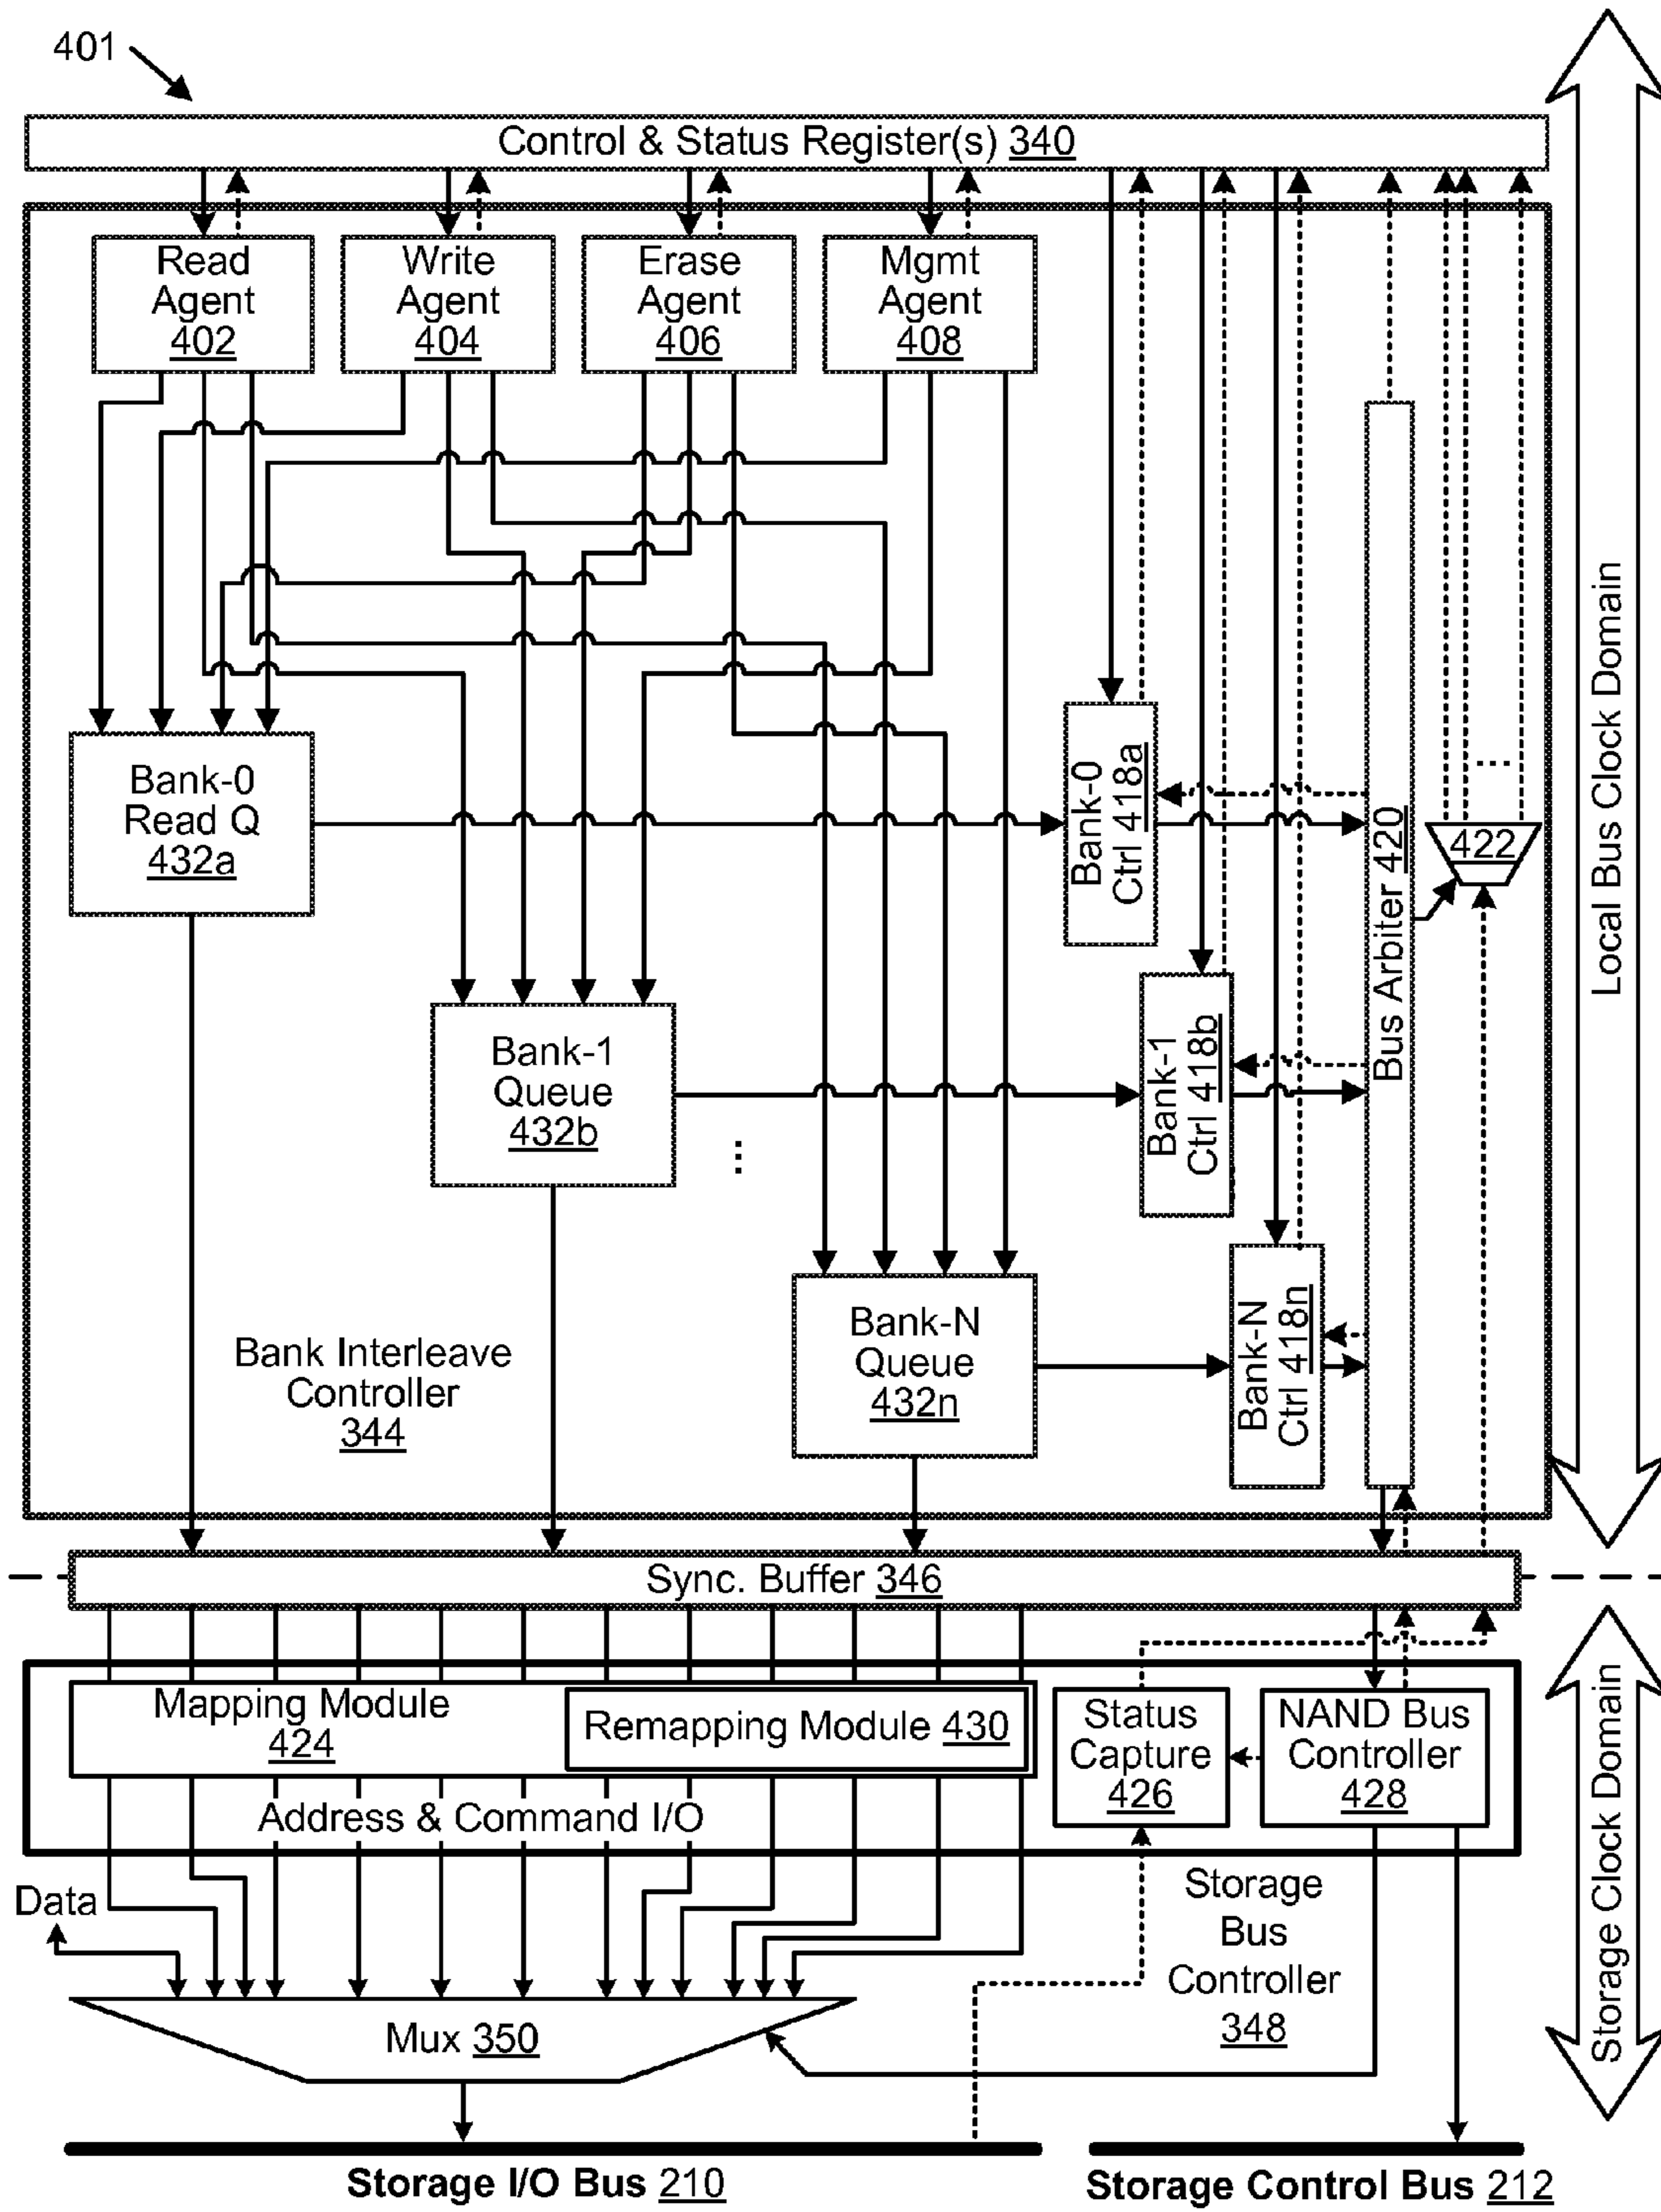 401
Control & Status Register(s) 340
Read
Agent
402
Write
Agent
404
Erase
Agent
406
Mgmt
Agent
408
Bank-0
Read Q
432a
Bank-0
Ctrl 418a
Bus Arbiter 420
...
422
Local Bus Clock Domain
Bank-1
Queue
432b
...
Bank-1
Ctrl 418b
Bank-N
Queue
432n
Bank-N
Ctrl 418n
Bank Interleave
Controller
344
Sync. Buffer 346
Mapping Module
424
Remapping Module 430
Status
Capture
426
NAND Bus
Controller
428
Address & Command I/O
Storage Clock Domain
Data
Storage
Bus
Controller
348
Mux 350
Storage I/O Bus 210
Storage Control Bus 212